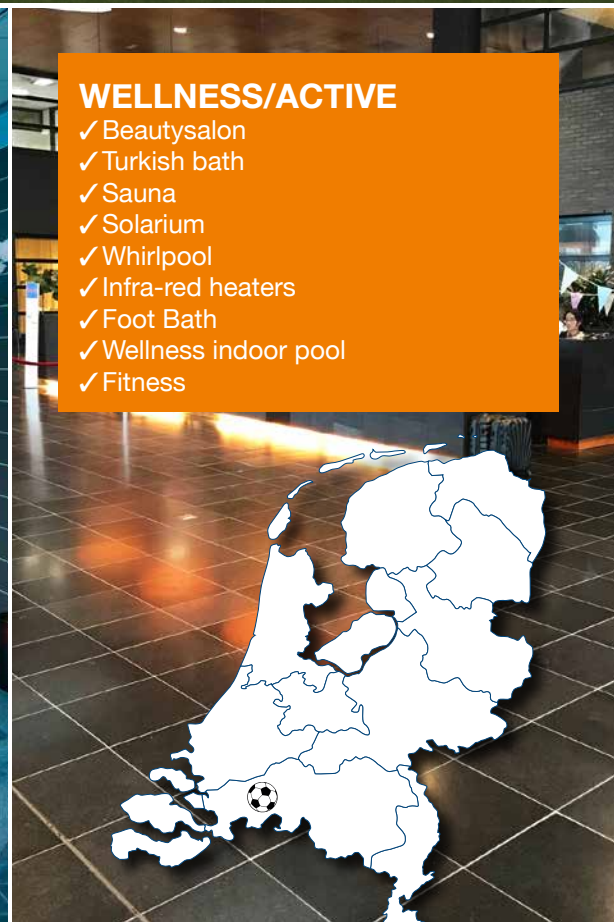 WELLNESS/ACTIVE
✓Beautysalon
✓Turkish bath
✓Sauna
✓Solarium
✓Whirlpool
✓Infra-red heaters
✓Foot Bath
✓Wellness indoor pool
✓Fitness